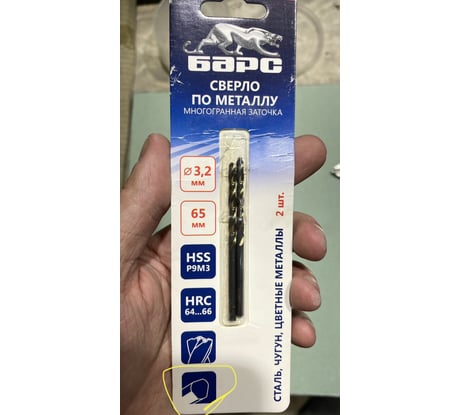 БАРС
СВЕРЛО
ПО МЕТАЛЛУ
МНОГОГРАННАЯ ЗАТОЧКА
Ø 3,2
ММ
65
ММ
HSS
Р9М3
HRC
64...66
СТАЛЬ, ЧУГУН, ЦВЕТНЫЕ МЕТАЛЛЫ
2 шт.